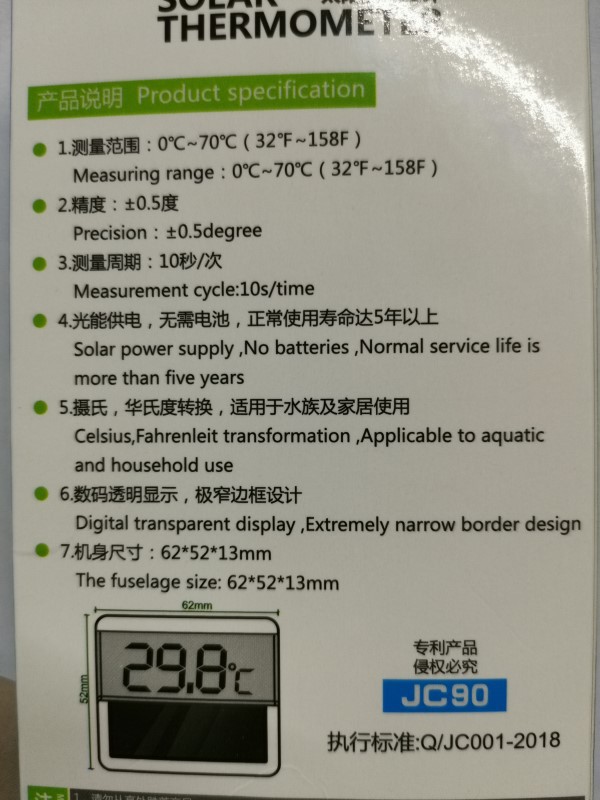 SOLAR
THERMOMETER
产品说明 Product specification
1.测量范围：0℃~70℃（32℉~158F）
Measuring range：0℃~70℃（32℉~158F）
2.精度：±0.5度
Precision：±0.5degree
3.测量周期：10秒/次
Measurement cycle:10s/time
4.光能供电，无需电池，正常使用寿命达5年以上
Solar power supply ,No batteries ,Normal service life is
more than five years
5.摄氏，华氏度转换，适用于水族及家居使用
Celsius,Fahrenleit transformation ,Applicable to aquatic
and household use
6.数码透明显示，极窄边框设计
Digital transparent display ,Extremely narrow border design
7.机身尺寸：62*52*13mm
The fuselage size: 62*52*13mm
62mm
52mm
29.8℃
专利产品
侵权必究
JC90
执行标准:Q/JC001-2018